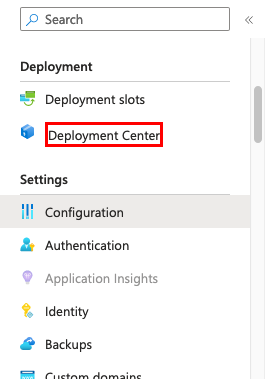 Search
Deployment
Deployment slots
Deployment Center
Settings
Configuration
Authentication
Application Insights
Identity
Backups
Custom domains